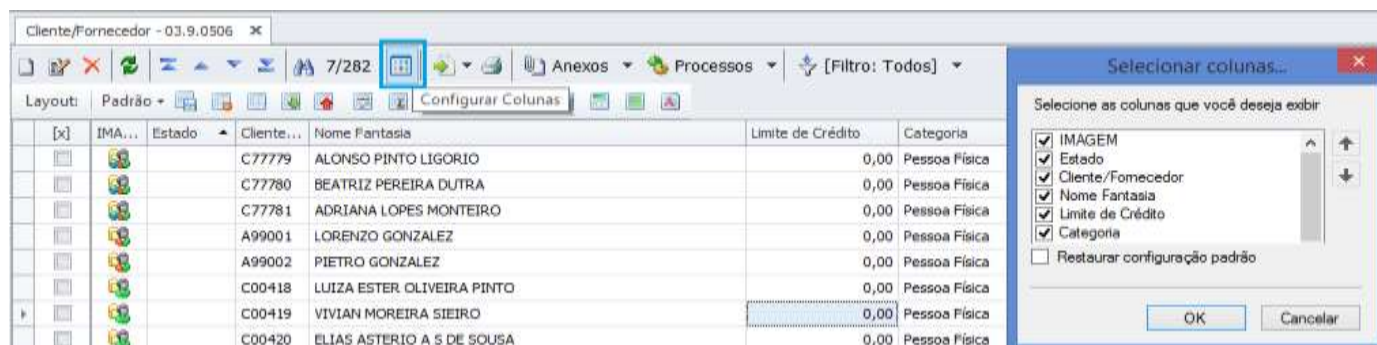 Cliente/Fornecedor - 03.9.0506
7/282 Anexos Processos [Filtro: Todos]
Layout: Padrão Configurar Colunas
[x] IMA... Estado Cliente... Nome Fantasia Limite de Crédito Categoria
C77779 ALONSO PINTO LIGORIO 0,00 Pessoa Física
C77780 BEATRIZ PEREIRA DUTRA 0,00 Pessoa Física
C77781 ADRIANA LOPES MONTEIRO 0,00 Pessoa Física
A99001 LORENZO GONZALEZ 0,00 Pessoa Física
A99002 PIETRO GONZALEZ 0,00 Pessoa Física
C00418 LUIZA ESTER OLIVEIRA PINTO 0,00 Pessoa Física
C00419 VIVIAN MOREIRA SIEIRO 0,00 Pessoa Física
C00420 ELIAS ASTERIO A S DE SOUSA 0,00 Pessoa Física
Selecionar colunas...
Selecione as colunas que você deseja exibir
IMAGEM
Estado
Cliente/Fornecedor
Nome Fantasia
Limite de Crédito
Categoria
Restaurar configuração padrão
OK Cancelar